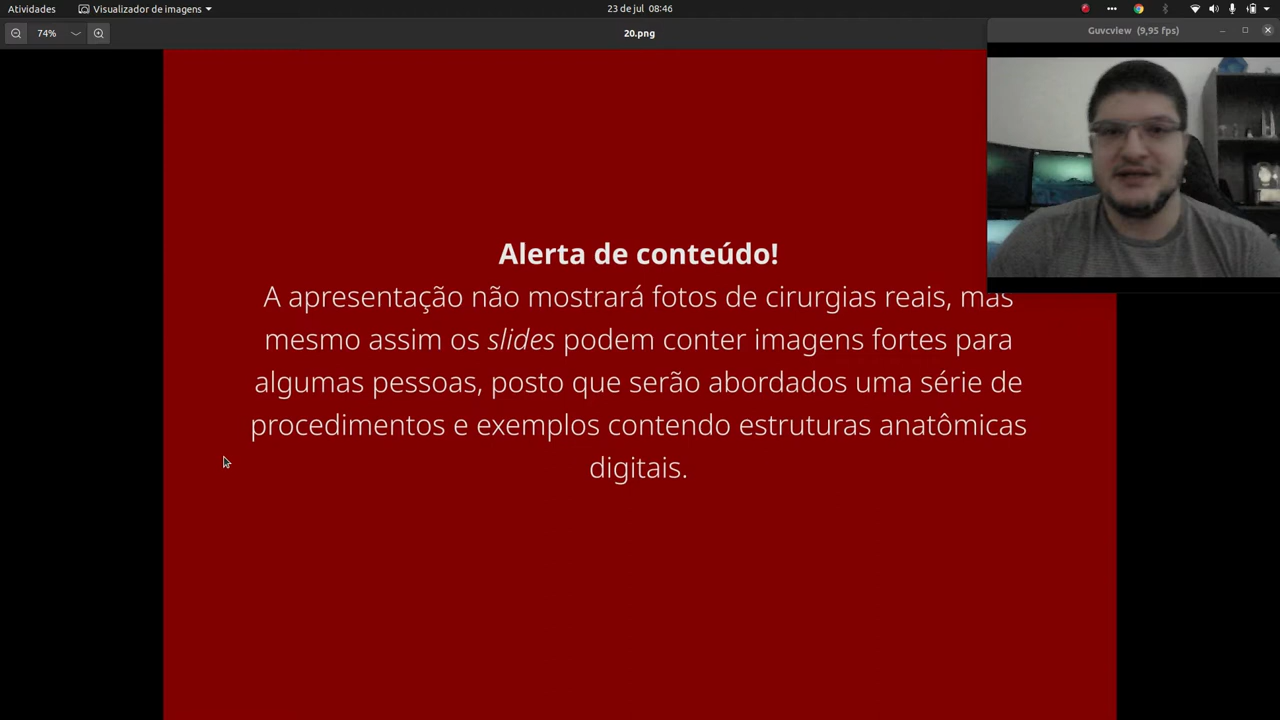 Atividades
Visualizador de imagens
23 de jul 08:46
74%
20.png
Guvcview (9,95 fps)
Alerta de conteúdo!
A apresentação não mostrará fotos de cirurgias reais, mas
mesmo assim os slides podem conter imagens fortes para
algumas pessoas, posto que serão abordados uma série de
procedimentos e exemplos contendo estruturas anatômicas
digitais.